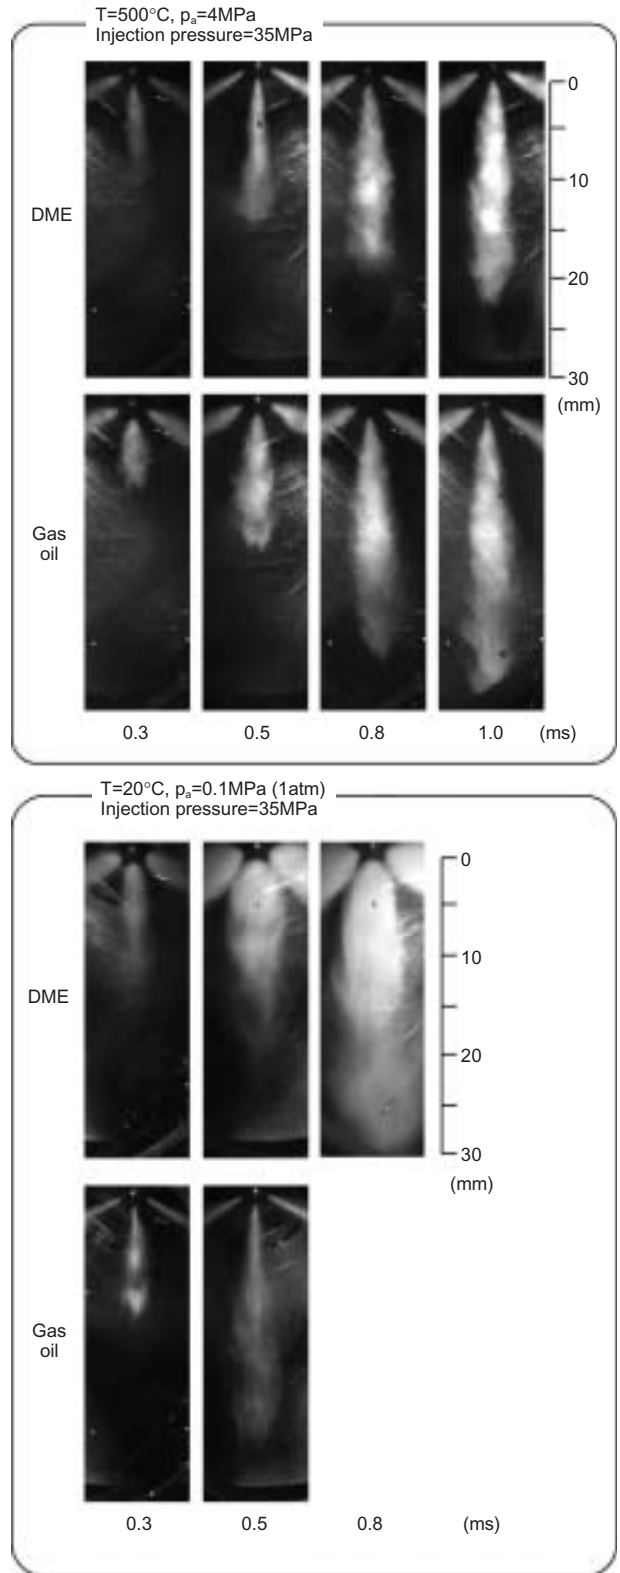 T=500°C, pₐ=4MPa
Injection pressure=35MPa
DME
0
10
20
30
(mm)
Gas
oil
0.3 0.5 0.8 1.0 (ms)
T=20°C, pₐ=0.1MPa (1atm)
Injection pressure=35MPa
DME
0
10
20
30
(mm)
Gas
oil
0.3 0.5 0.8 (ms)